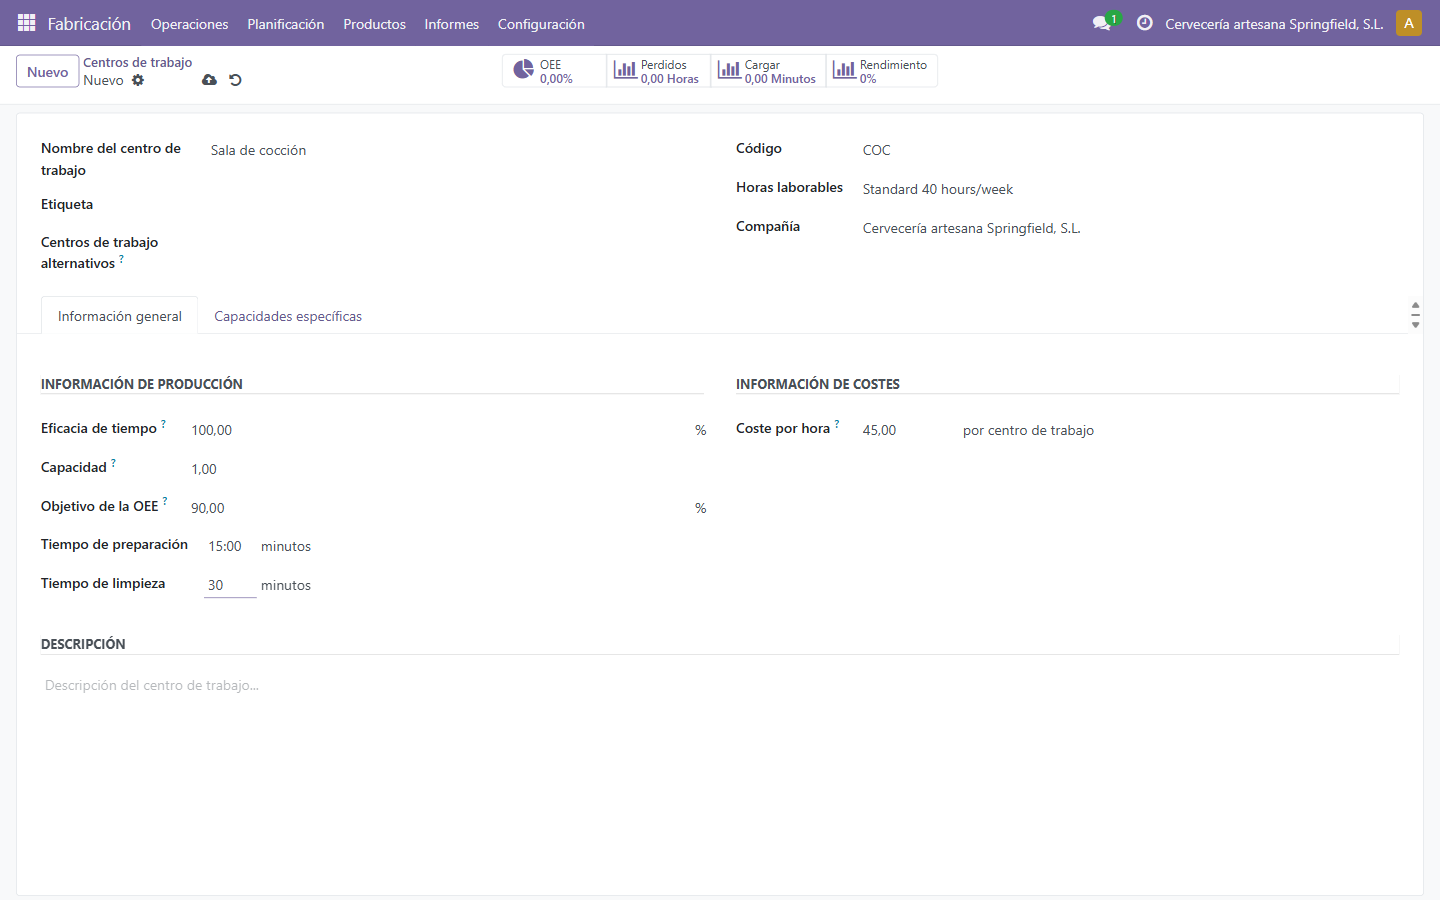 Fabricación Operaciones Planificación Productos Informes Configuración 1 Cervecería artesana Springfield, S.L. A
Nuevo Centros de trabajo
Nuevo
OEE
0,00%
Perdidos
0,00 Horas
Cargar
0,00 Minutos
Rendimiento
0%
Nombre del centro de trabajo Sala de cocción
Etiqueta
Centros de trabajo alternativos ?
Código COC
Horas laborables Standard 40 hours/week
Compañía Cervecería artesana Springfield, S.L.
Información general Capacidades específicas
INFORMACIÓN DE PRODUCCIÓN
Eficacia de tiempo ? 100,00 %
Capacidad ? 1,00
Objetivo de la OEE ? 90,00 %
Tiempo de preparación 15:00 minutos
Tiempo de limpieza 30 minutos
INFORMACIÓN DE COSTES
Coste por hora ? 45,00 por centro de trabajo
DESCRIPCIÓN
Descripción del centro de trabajo...